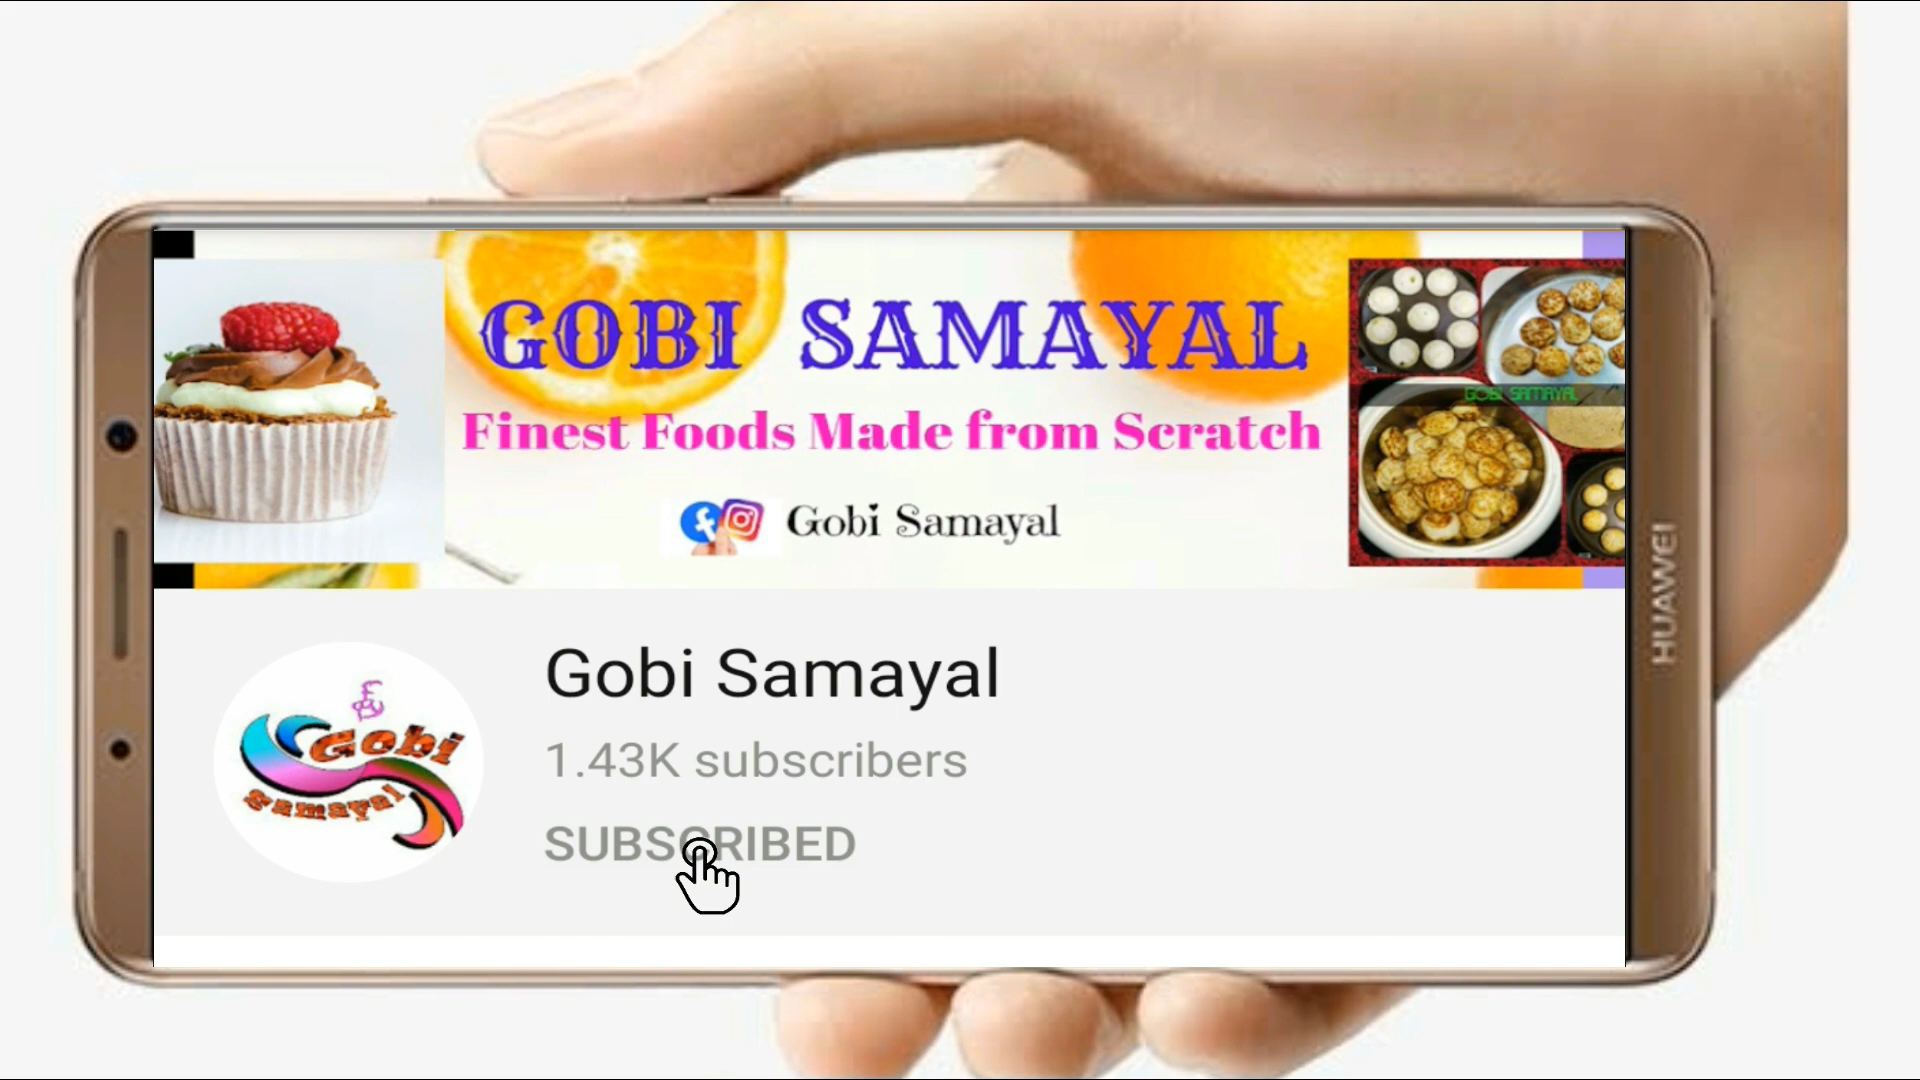 GOBI SAMAYAL
Finest Foods Made from Scratch
Gobi Samayal
GOBI SAMAYAL
Gobi Samayal
1.43K subscribers
SUBSCRIBED
Gobi
Samayal
HUAWEI